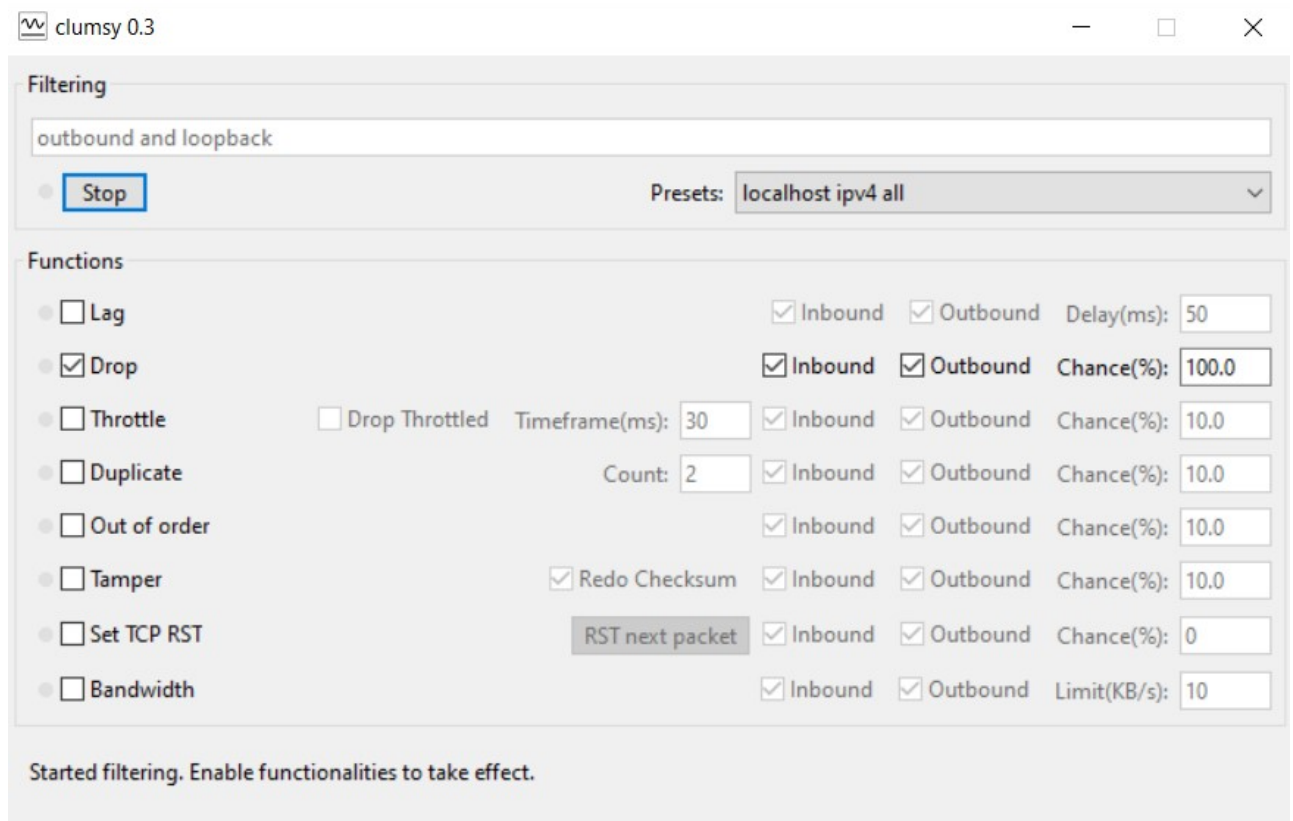 clumsy 0.3
Filtering
outbound and loopback
Stop Presets: localhost ipv4 all
Functions
Lag Inbound Outbound Delay(ms): 50
Drop Inbound Outbound Chance(%): 100.0
Throttle Drop Throttled Timeframe(ms): 30 Inbound Outbound Chance(%): 10.0
Duplicate Count: 2 Inbound Outbound Chance(%): 10.0
Out of order Inbound Outbound Chance(%): 10.0
Tamper Redo Checksum Inbound Outbound Chance(%): 10.0
Set TCP RST RST next packet Inbound Outbound Chance(%): 0
Bandwidth Inbound Outbound Limit(KB/s): 10
Started filtering. Enable functionalities to take effect.